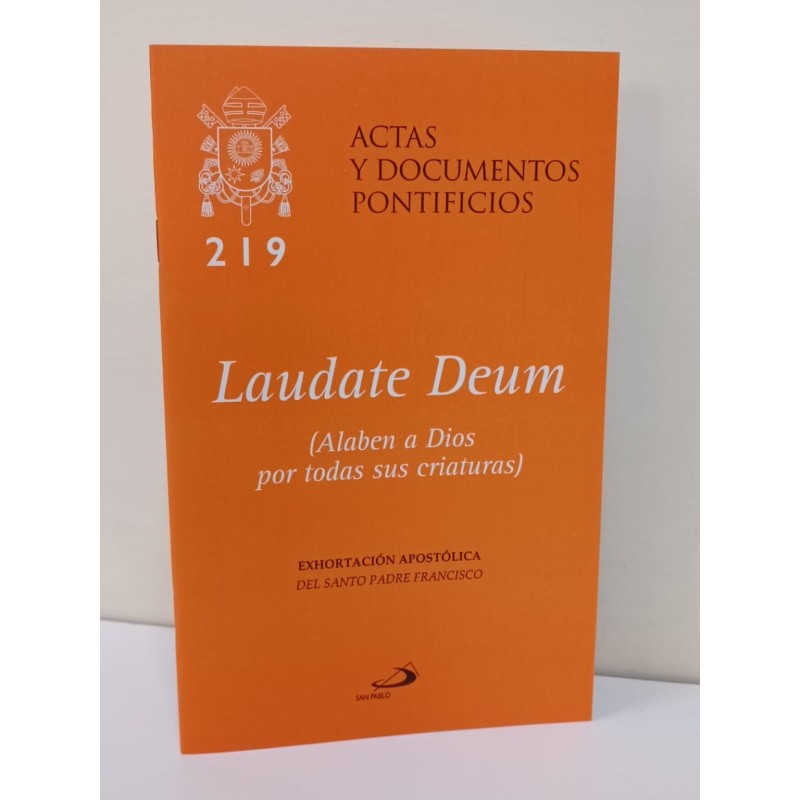 ACTAS
Y DOCUMENTOS
PONTIFICIOS
219
Laudate Deum
(Alaben a Dios
por todas sus criaturas)
EXHORTACIÓN APOSTÓLICA
DEL SANTO PADRE FRANCISCO
SAN PABLO